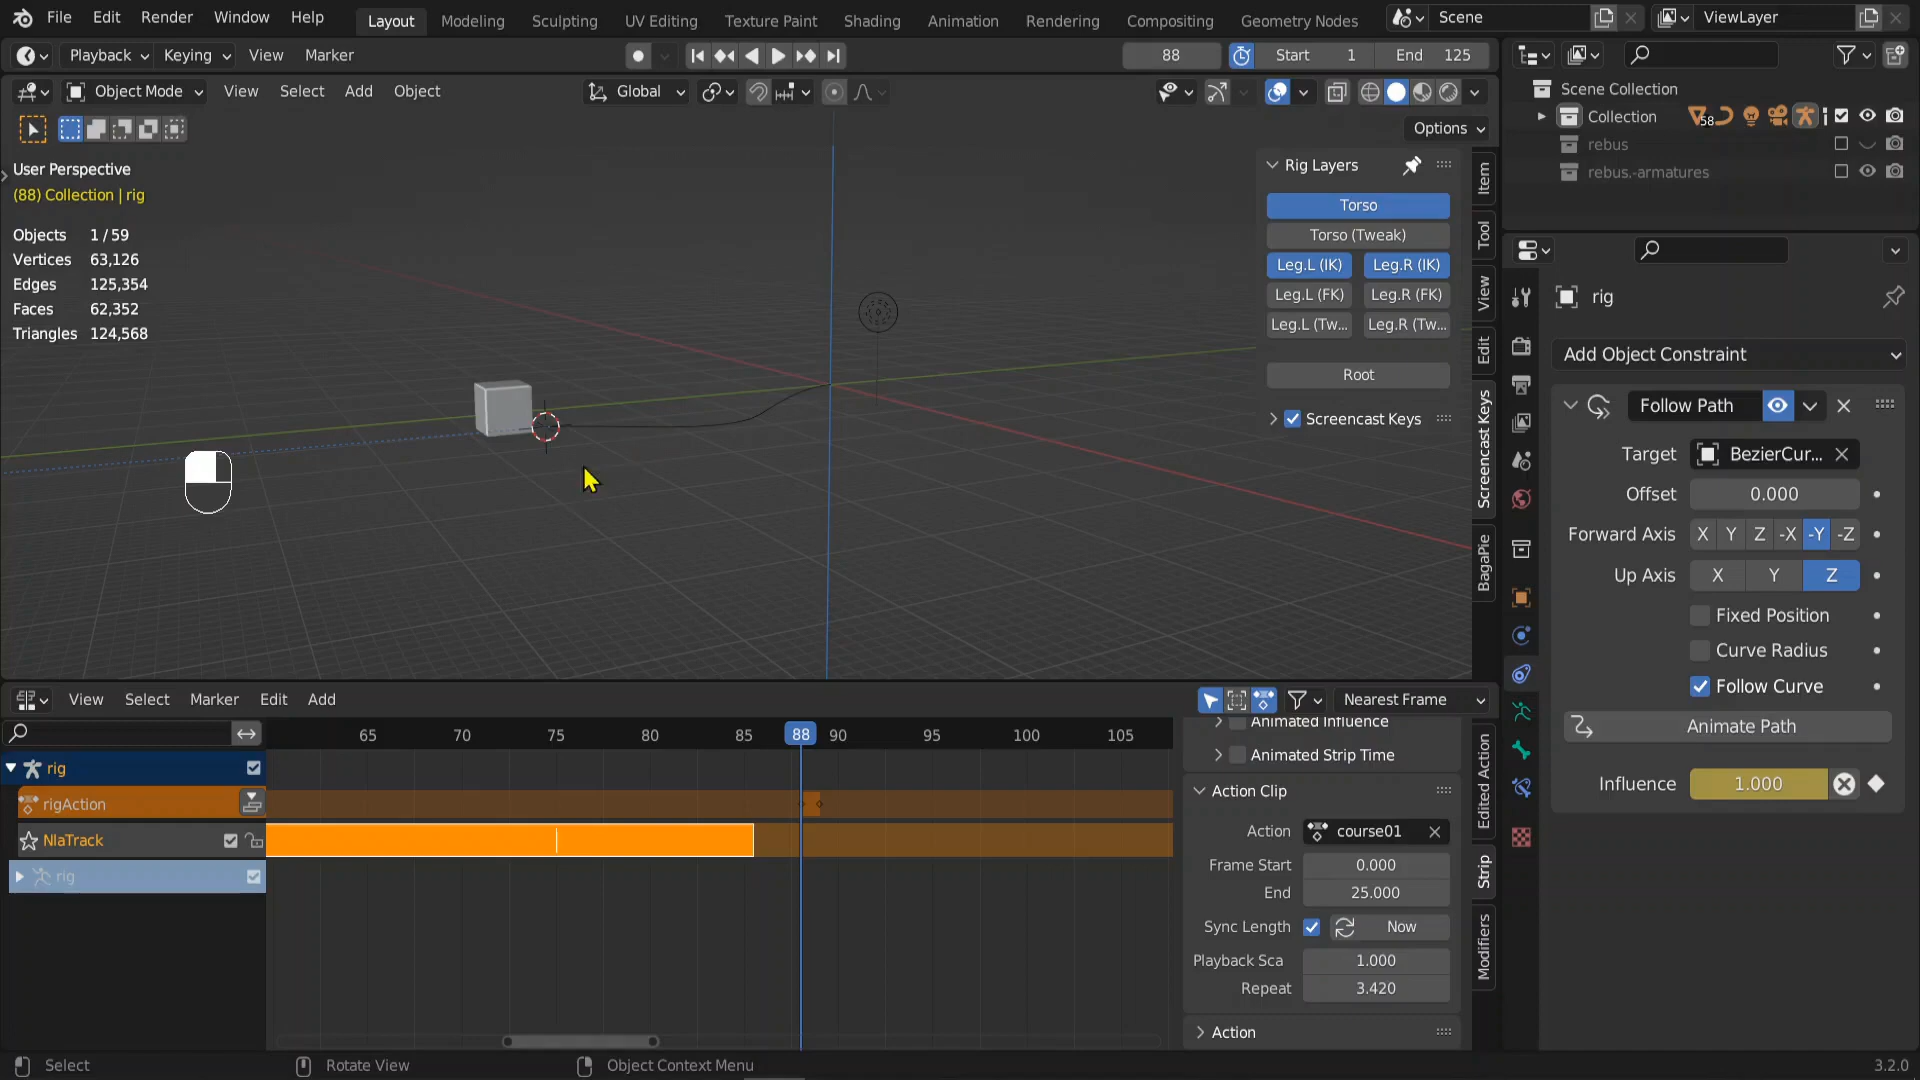 File Edit Render Window Help Layout Modeling Sculpting UV Editing Texture Paint Shading Animation Rendering Compositing Geometry Nodes Scene ViewLayer
Playback Keying View Marker 88 Start 1 End 125
Object Mode View Select Add Object Global
Options
User Perspective
(88) Collection | rig
Objects 1 / 59
Vertices 63,126
Edges 125,354
Faces 62,352
Triangles 124,568
Rig Layers
Torso
Torso (Tweak)
Leg.L (IK) Leg.R (IK)
Leg.L (FK) Leg.R (FK)
Leg.L (Tw... Leg.R (Tw...
Root
Screencast Keys
Item
Tool
View
Edit
Screencast Keys
BagaPie
Scene Collection
Collection 58
rebus
rebus.-armatures
rig
Add Object Constraint
Follow Path
Target BezierCur...
Offset 0.000
Forward Axis X Y Z -X -Y -Z
Up Axis X Y Z
Fixed Position
Curve Radius
Follow Curve
Animate Path
Influence 1.000
View Select Marker Edit Add Nearest Frame
65 70 75 80 85 88 90 95 100 105
rig
rigAction
NlaTrack
rig
Animated Influence
Animated Strip Time
Action Clip
Action course01
Frame Start 0.000
End 25.000
Sync Length Now
Playback Sca 1.000
Repeat 3.420
Action
Edited Action
Strip
Modifiers
Select Rotate View Object Context Menu 3.2.0